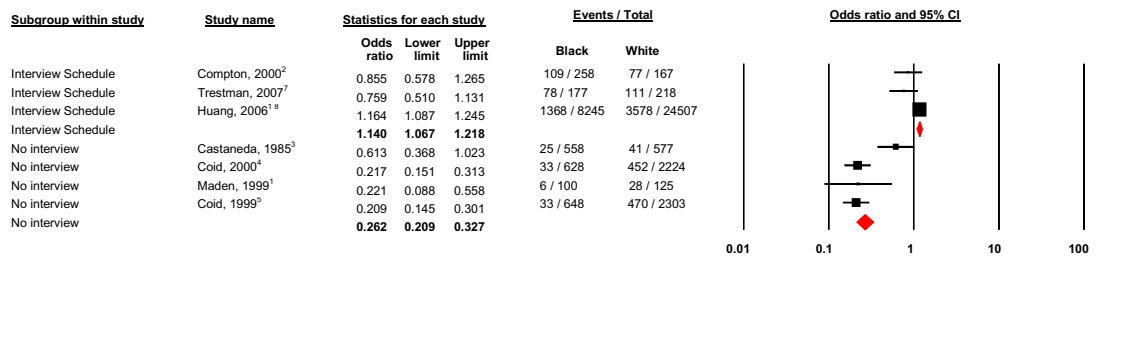 Subgroup within study Study name Statistics for each study Events / Total Odds ratio and 95% CI
Odds ratio Lower limit Upper limit Black White
Interview Schedule Compton, 2000² 0.855 0.578 1.265 109 / 258 77 / 167
Interview Schedule Trestman, 2007⁷ 0.759 0.510 1.131 78 / 177 111 / 218
Interview Schedule Huang, 2006¹ ⁸ 1.164 1.087 1.245 1368 / 8245 3578 / 24507
Interview Schedule 1.140 1.067 1.218
No interview Castaneda, 1985³ 0.613 0.368 1.023 25 / 558 41 / 577
No interview Coid, 2000⁴ 0.217 0.151 0.313 33 / 628 452 / 2224
No interview Maden, 1999¹ 0.221 0.088 0.558 6 / 100 28 / 125
No interview Coid, 1999⁵ 0.209 0.145 0.301 33 / 648 470 / 2303
No interview 0.262 0.209 0.327
0.01 0.1 1 10 100